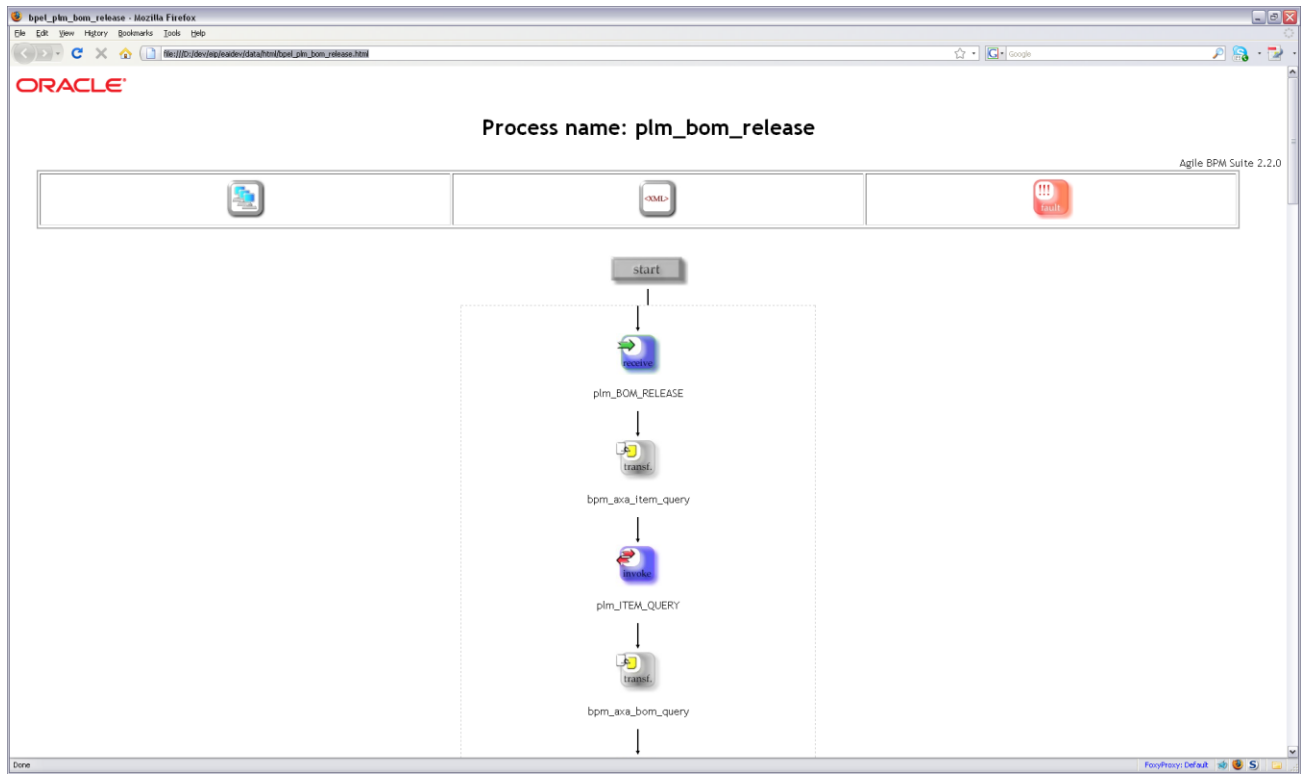 bpel_plm_bom_release - Mozilla Firefox
File Edit View History Bookmarks Tools Help
file:///D:/dev/eip/eaidev/data/html/bpel_plm_bom_release.html
G Google
ORACLE®
Process name: plm_bom_release
Agile BPM Suite 2.2.0
<XML>
!!!
fault
start
receive
plm_BOM_RELEASE
transf.
bpm_axa_item_query
invoke
plm_ITEM_QUERY
transf.
bpm_axa_bom_query
Done
FoxyProxy: Default
S